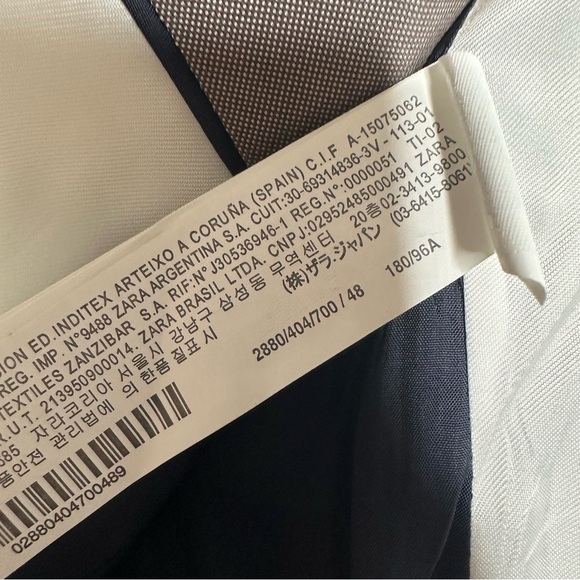 ION ED. INDITEX ARTEIXO A CORUÑA (SPAIN) C.I.F A-15075062
REG. IMP.: N°9488 ZARA ARGENTINA S.A. CUIT:30-69314836-3V - 113-01
TEXTILES ZANZIBAR S.A. RIF:N° J30536946-1 REG.N°:0000051 TI-02
R.U.T. 213950900014. ZARA BRASIL LTDA. CNPJ:02952485000491 ZARA
585 자라코리아 서울시 강남구 삼성동 무역센터 20층 02-3413-9800
품안전 관리법에 의한품 질표시 (株)ザラ・ジャパン (03-6415-8061)
2880/404/700 / 48 180/96A
02880404700489